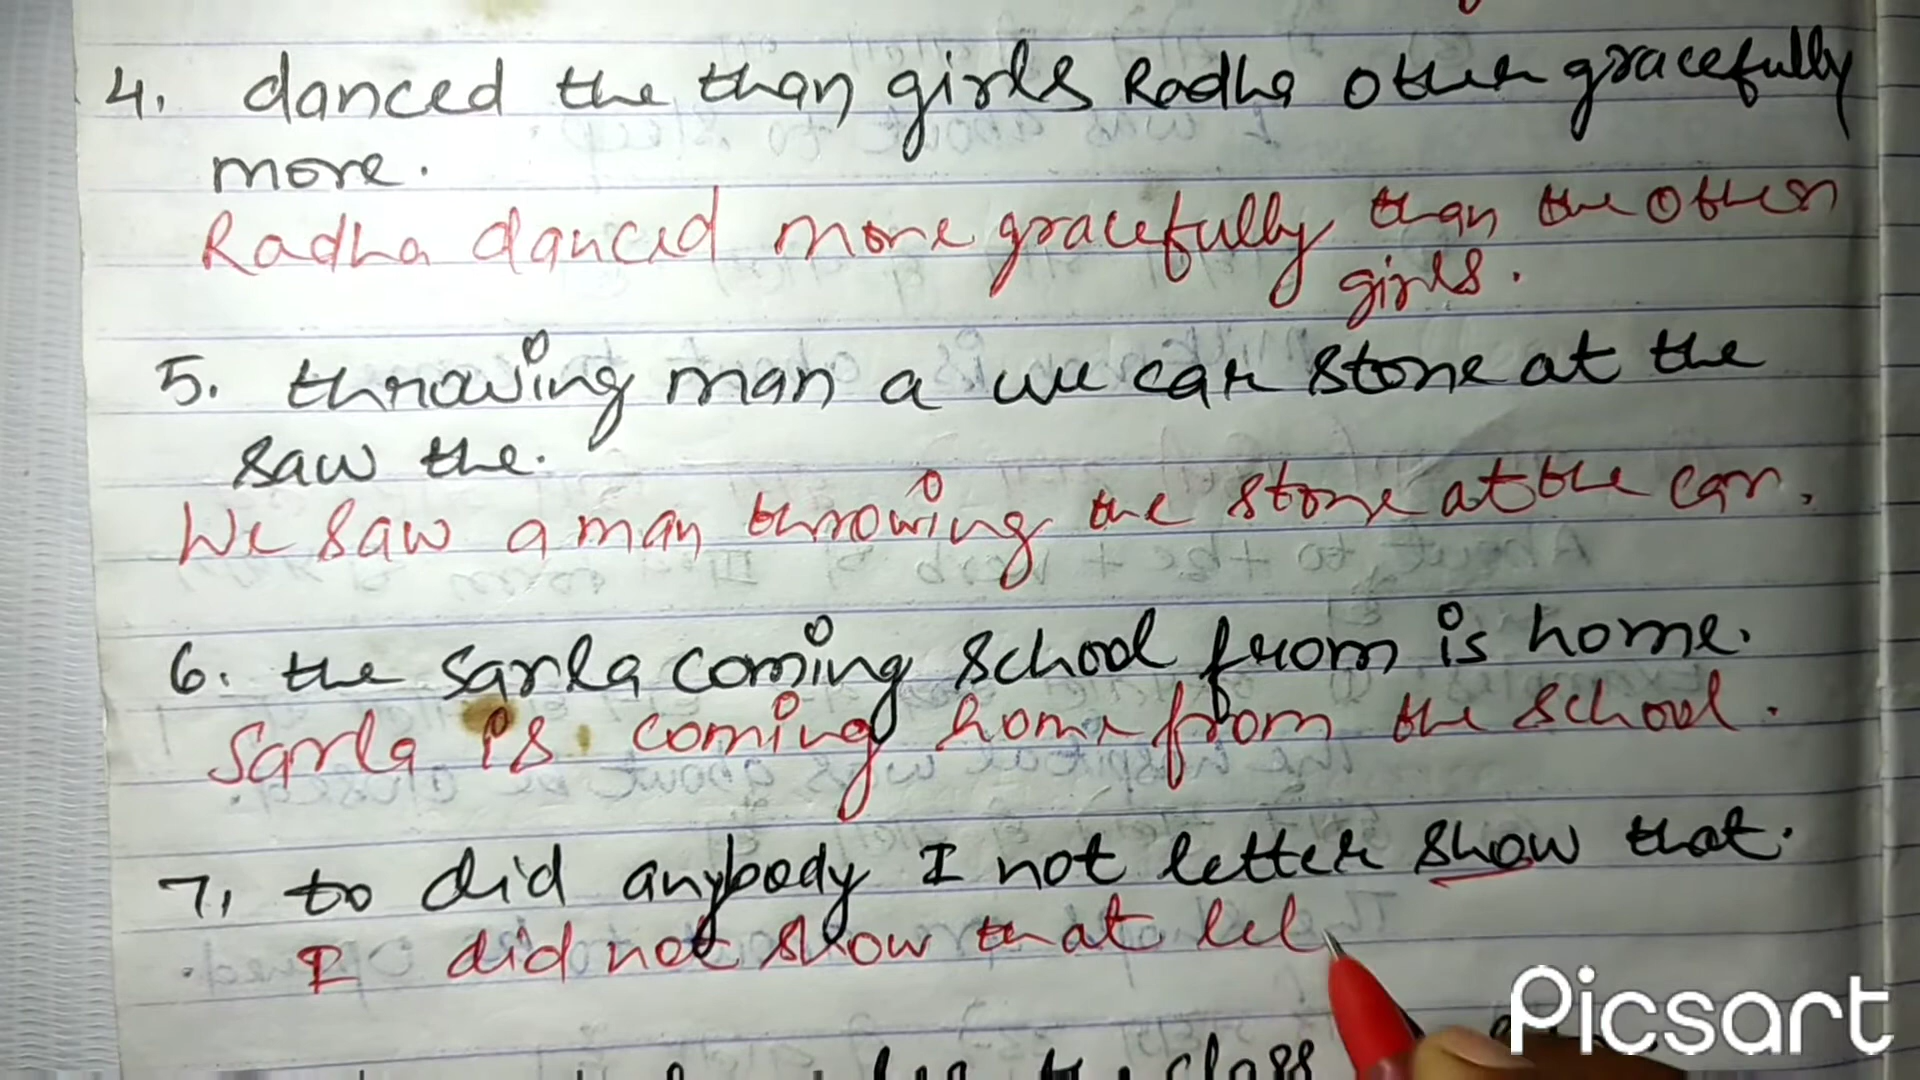 4. danced the than girls Radha other gracefully
more.
Radha danced more gracefully than the other
girls.
5. throwing man a we car stone at the
saw the.
We saw a man throwing the stone at the car.
6. the Sarla coming school from is home.
Sarla is coming home from the school.
7. to did anybody I not letter show that.
I did not show that let
class
Picsart